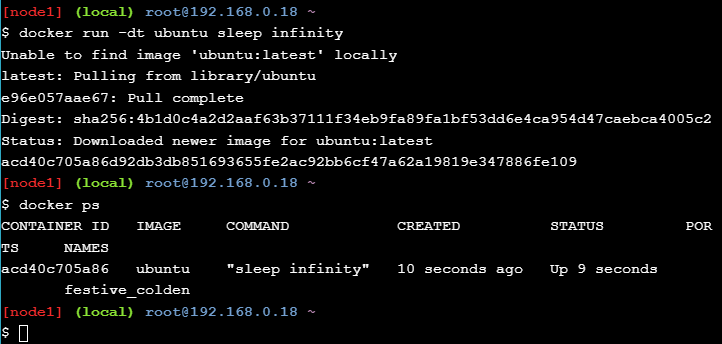 [node1] (local) root@192.168.0.18 ~
$ docker run -dt ubuntu sleep infinity
Unable to find image 'ubuntu:latest' locally
latest: Pulling from library/ubuntu
e96e057aae67: Pull complete
Digest: sha256:4b1d0c4a2d2aaf63b37111f34eb9fa89fa1bf53dd6e4ca954d47caebca4005c2
Status: Downloaded newer image for ubuntu:latest
acd40c705a86d92db3db851693655fe2ac92bb6cf47a62a19819e347886fe109
[node1] (local) root@192.168.0.18 ~
$ docker ps
CONTAINER ID   IMAGE     COMMAND            CREATED          STATUS         POR
TS     NAMES
acd40c705a86   ubuntu    "sleep infinity"   10 seconds ago   Up 9 seconds
       festive_colden
[node1] (local) root@192.168.0.18 ~
$